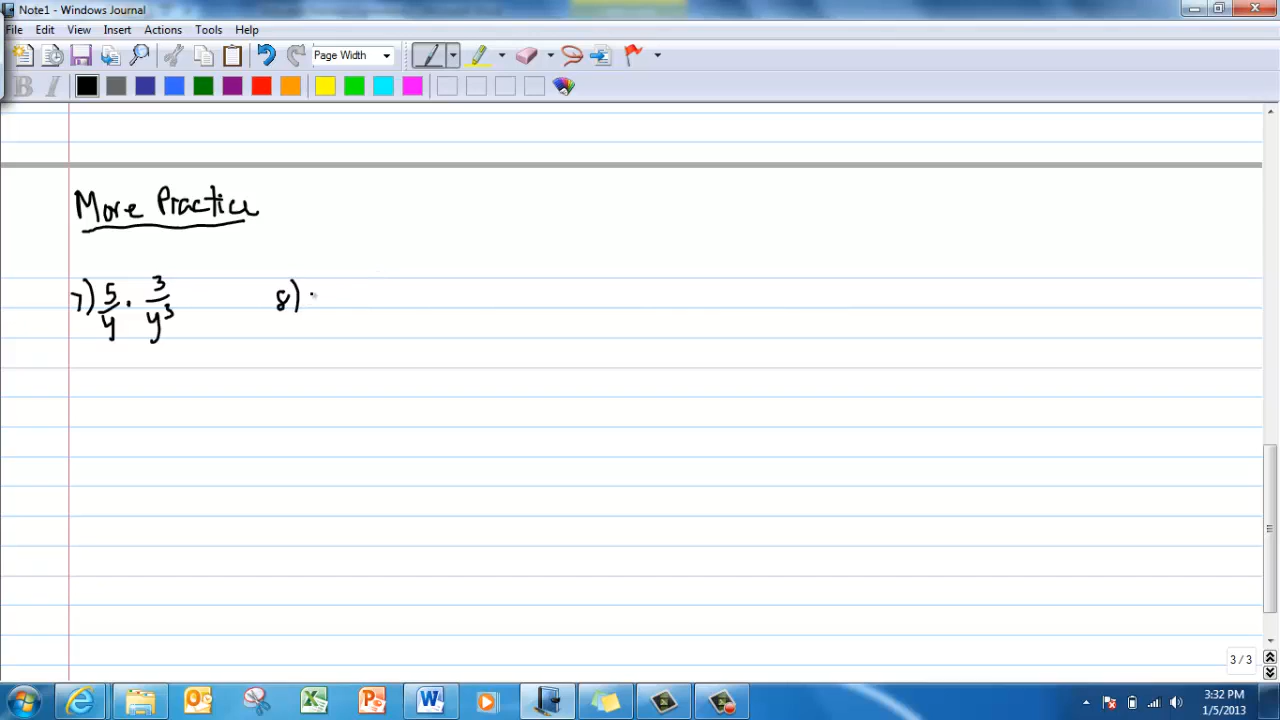 Note1 - Windows Journal
File Edit View Insert Actions Tools Help
Page Width
B I
More Practice
7) 5/y · 3/y³ 8)
3 / 3
3:32 PM
1/5/2013